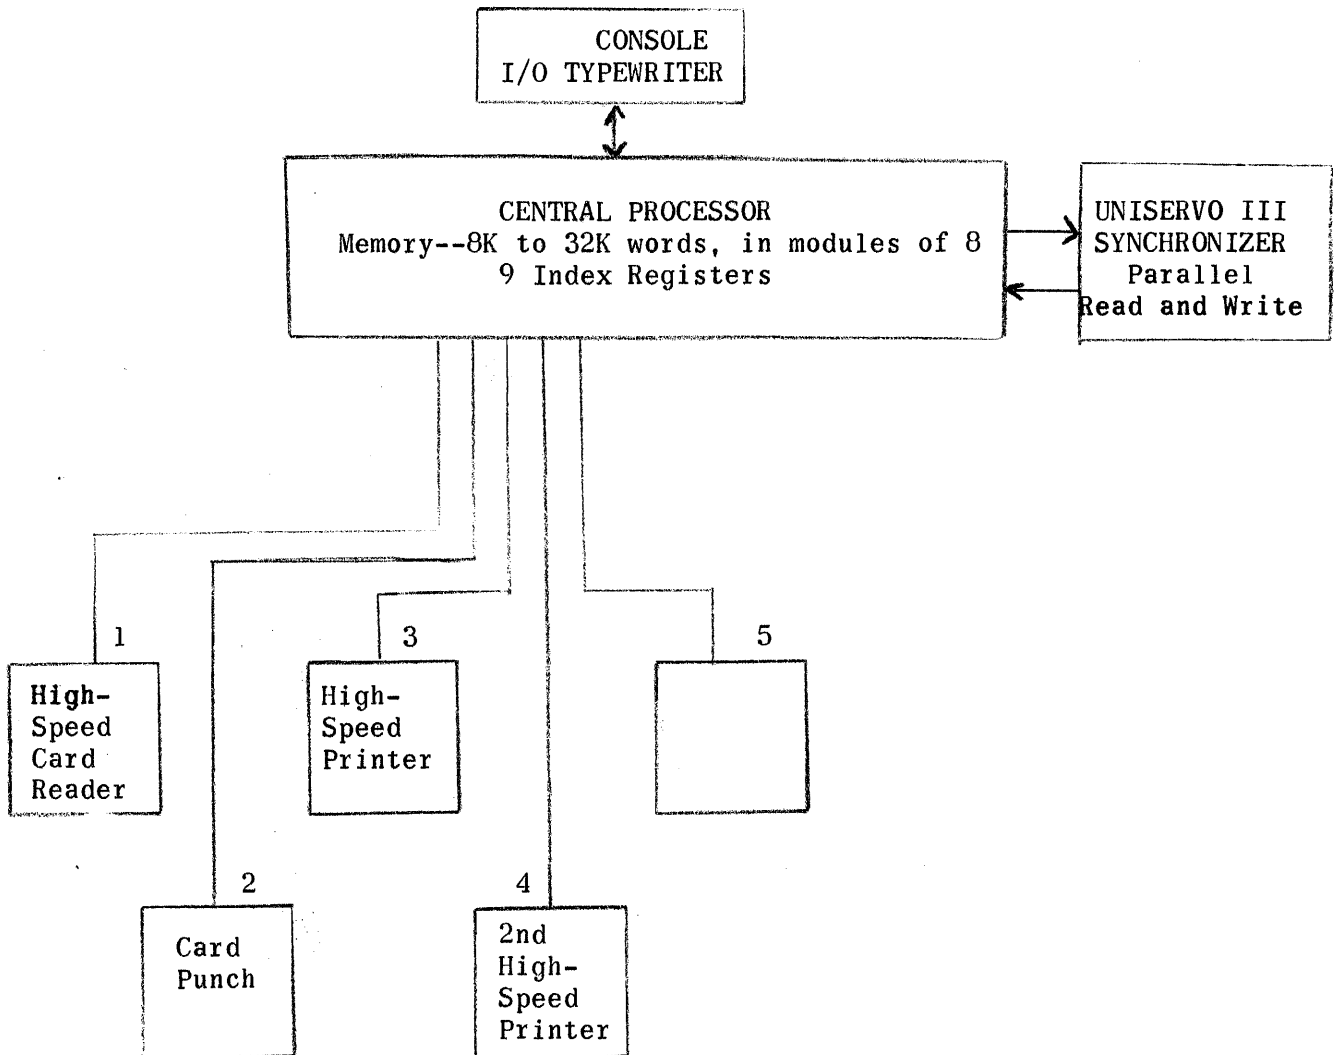 CONSOLE
I/O TYPEWRITER
CENTRAL PROCESSOR
Memory--8K to 32K words, in modules of 8
9 Index Registers
UNISERVO III
SYNCHRONIZER
Parallel
Read and Write
1
High-
Speed
Card
Reader
2
Card
Punch
3
High-
Speed
Printer
4
2nd
High-
Speed
Printer
5